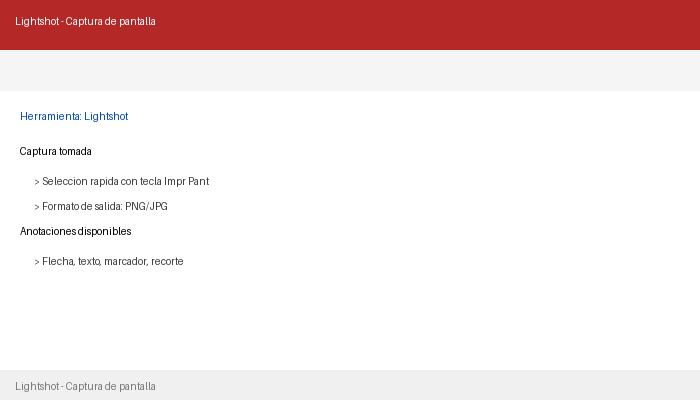 Lightshot - Captura de pantalla
Herramienta: Lightshot
Captura tomada
> Seleccion rapida con tecla Impr Pant
> Formato de salida: PNG/JPG
Anotaciones disponibles
> Flecha, texto, marcador, recorte
Lightshot - Captura de pantalla